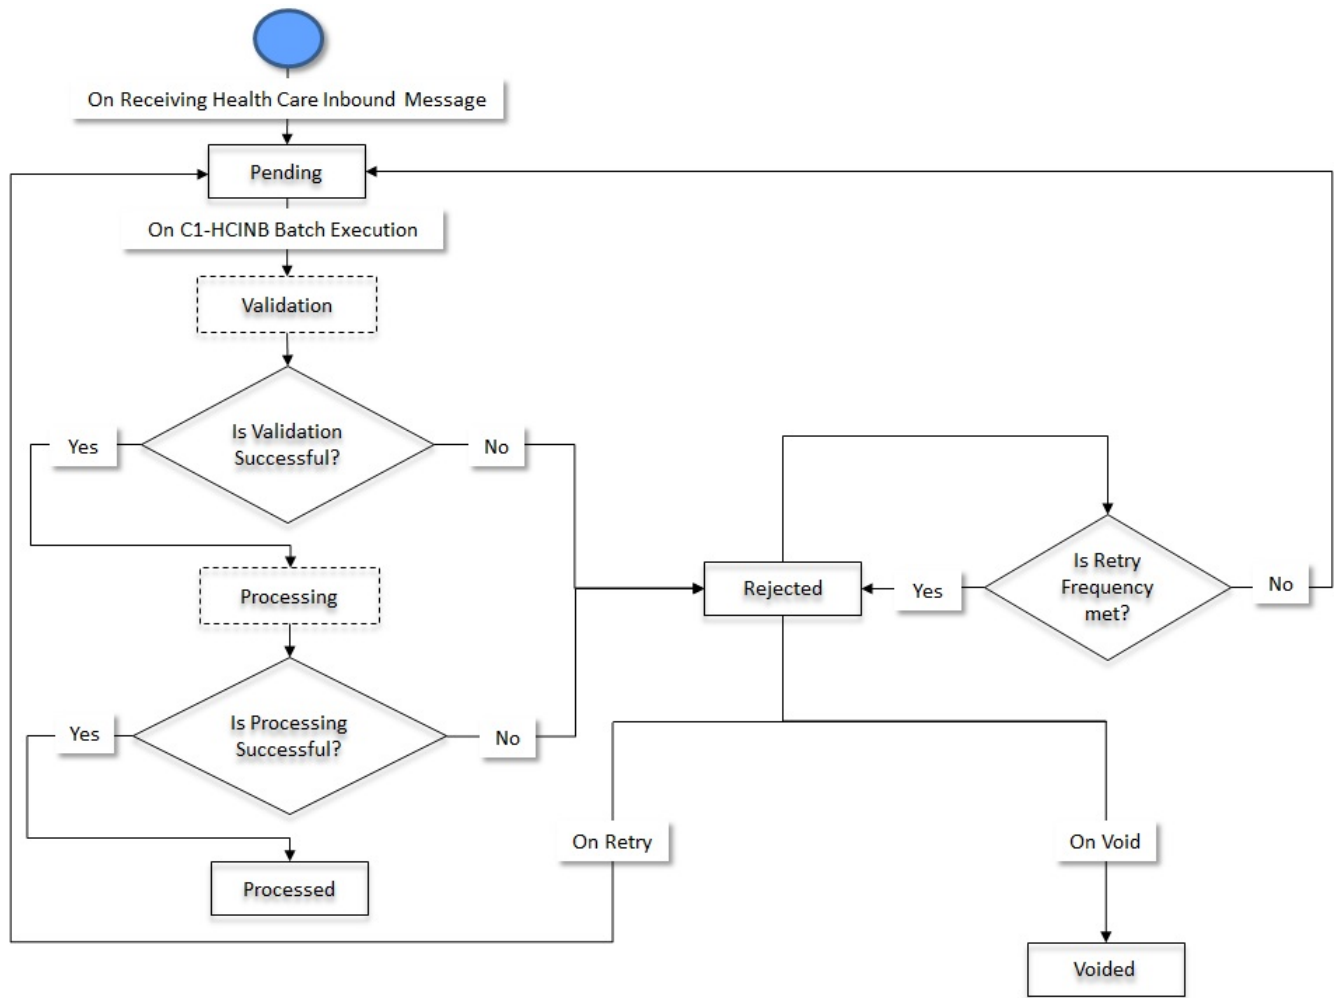 On Receiving Health Care Inbound Message
Pending
On C1-HCINB Batch Execution
Validation
Is Validation
Successful?
Yes
No
Processing
Is Processing
Successful?
Yes
No
Processed
Rejected
Yes
Is Retry
Frequency
met?
No
On Retry
On Void
Voided